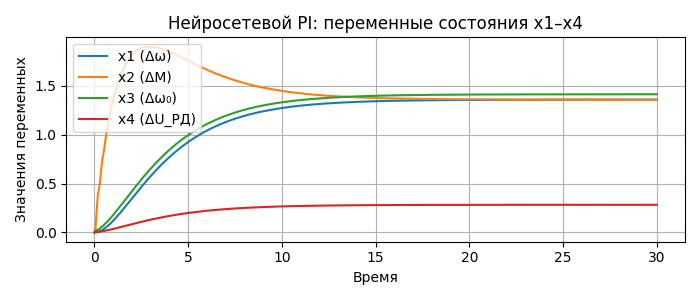 Нейросетевой PI: переменные состояния x1–x4
Значения переменных
1.5
1.0
0.5
0.0
x1 (Δω)
x2 (ΔM)
x3 (Δω₀)
x4 (ΔU_РД)
0 5 10 15 20 25 30
Время